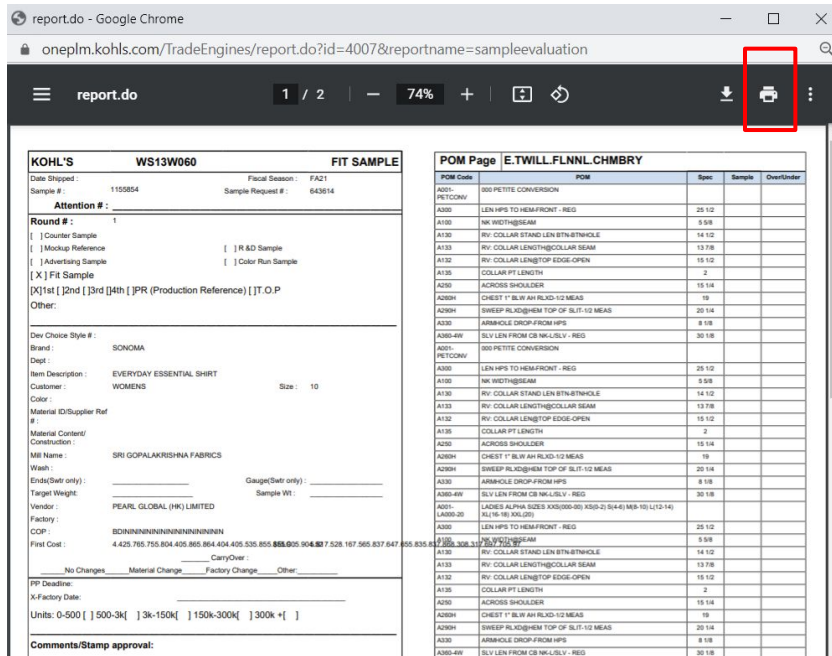 report.do - Google Chrome
oneplm.kohls.com/TradeEngines/report.do?id=4007&reportname=sampleevaluation
report.do
1 / 2
74%
KOHL'S WS13W060 FIT SAMPLE
Date Shipped : Fiscal Season : FA21
Sample # : 1155854 Sample Request # : 643614
Attention # :
Round # : 1
[ ] Counter Sample
[ ] Mockup Reference [ ] R &D Sample
[ ] Advertising Sample [ ] Color Run Sample
[ X ] Fit Sample
[X]1st [ ]2nd [ ]3rd []4th [ ]PR (Production Reference) [ ]T.O.P
Other:
Dev Choice Style # :
Brand : SONOMA
Dept :
Item Description : EVERYDAY ESSENTIAL SHIRT
Customer : WOMENS Size : 10
Color :
Material ID/Supplier Ref
# :
Material Content/
Construction :
Mill Name : SRI GOPALAKRISHNA FABRICS
Wash :
Ends(Swtr only) : Gauge(Swtr only) :
Target Weight: Sample Wt :
Vendor : PEARL GLOBAL (HK) LIMITED
Factory :
COP :
First Cost :
CarryOver :
No Changes Material Change Factory Change Other:
PP Deadline:
X-Factory Date:
Units: 0-500 [ ] 500-3k[ ] 3k-150k[ ] 150k-300k[ ] 300k +[ ]
Comments/Stamp approval:
POM Page E.TWILL.FLNNL.CHMBRY
POM Code POM Spec Sample Over/Under
A001-
PETCONV 000 PETITE CONVERSION
A300 LEN HPS TO HEM-FRONT - REG 25 1/2
A100 NK WIDTH@SEAM 5 5/8
A130 RV: COLLAR STAND LEN BTN-BTNHOLE 14 1/2
A133 RV: COLLAR LENGTH@COLLAR SEAM 13 7/8
A132 RV: COLLAR LEN@TOP EDGE-OPEN 15 1/2
A135 COLLAR PT LENGTH 2
A250 ACROSS SHOULDER 15 1/4
A260H CHEST 1" BLW AH RLXD-1/2 MEAS 19
A290H SWEEP RLXD@HEM TOP OF SLIT-1/2 MEAS 20 1/4
A330 ARMHOLE DROP-FROM HPS 8 1/8
A360-4W SLV LEN FROM CB NK-L/SLV - REG 30 1/8
A001-
PETCONV 000 PETITE CONVERSION
A300 LEN HPS TO HEM-FRONT - REG 25 1/2
A100 NK WIDTH@SEAM 5 5/8
A130 RV: COLLAR STAND LEN BTN-BTNHOLE 14 1/2
A133 RV: COLLAR LENGTH@COLLAR SEAM 13 7/8
A132 RV: COLLAR LEN@TOP EDGE-OPEN 15 1/2
A135 COLLAR PT LENGTH 2
A250 ACROSS SHOULDER 15 1/4
A260H CHEST 1" BLW AH RLXD-1/2 MEAS 19
A290H SWEEP RLXD@HEM TOP OF SLIT-1/2 MEAS 20 1/4
A330 ARMHOLE DROP-FROM HPS 8 1/8
A360-4W SLV LEN FROM CB NK-L/SLV - REG 30 1/8
A001-
LA000-20 LADIES ALPHA SIZES XXS(000-00) XS(0-2) S(4-6) M(8-10) L(12-14)
XL(16-18) XXL(20)
A300 LEN HPS TO HEM-FRONT - REG 25 1/2
A100 NK WIDTH@SEAM 5 5/8
A130 RV: COLLAR STAND LEN BTN-BTNHOLE 14 1/2
A133 RV: COLLAR LENGTH@COLLAR SEAM 13 7/8
A132 RV: COLLAR LEN@TOP EDGE-OPEN 15 1/2
A135 COLLAR PT LENGTH 2
A250 ACROSS SHOULDER 15 1/4
A260H CHEST 1" BLW AH RLXD-1/2 MEAS 19
A290H SWEEP RLXD@HEM TOP OF SLIT-1/2 MEAS 20 1/4
A330 ARMHOLE DROP-FROM HPS 8 1/8
A360-4W SLV LEN FROM CB NK-L/SLV - REG 30 1/8